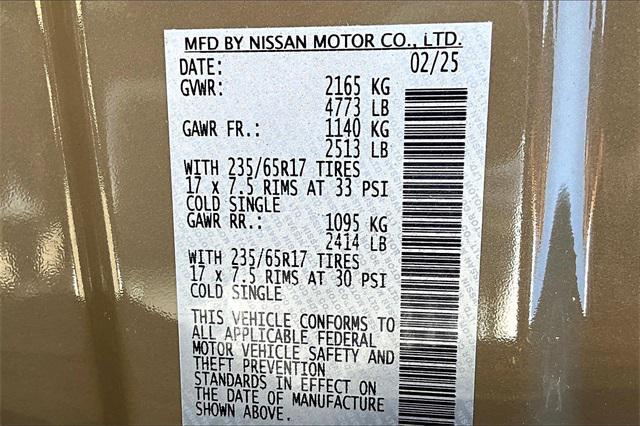 MFD BY NISSAN MOTOR CO., LTD.
DATE: 02/25
GVWR: 2165 KG
4773 LB
GAWR FR.: 1140 KG
2513 LB
WITH 235/65R17 TIRES
17 x 7.5 RIMS AT 33 PSI
COLD SINGLE
GAWR RR.: 1095 KG
2414 LB
WITH 235/65R17 TIRES
17 x 7.5 RIMS AT 30 PSI
COLD SINGLE
THIS VEHICLE CONFORMS TO
ALL APPLICABLE FEDERAL
MOTOR VEHICLE SAFETY AND
THEFT PREVENTION
STANDARDS IN EFFECT ON
THE DATE OF MANUFACTURE
SHOWN ABOVE.